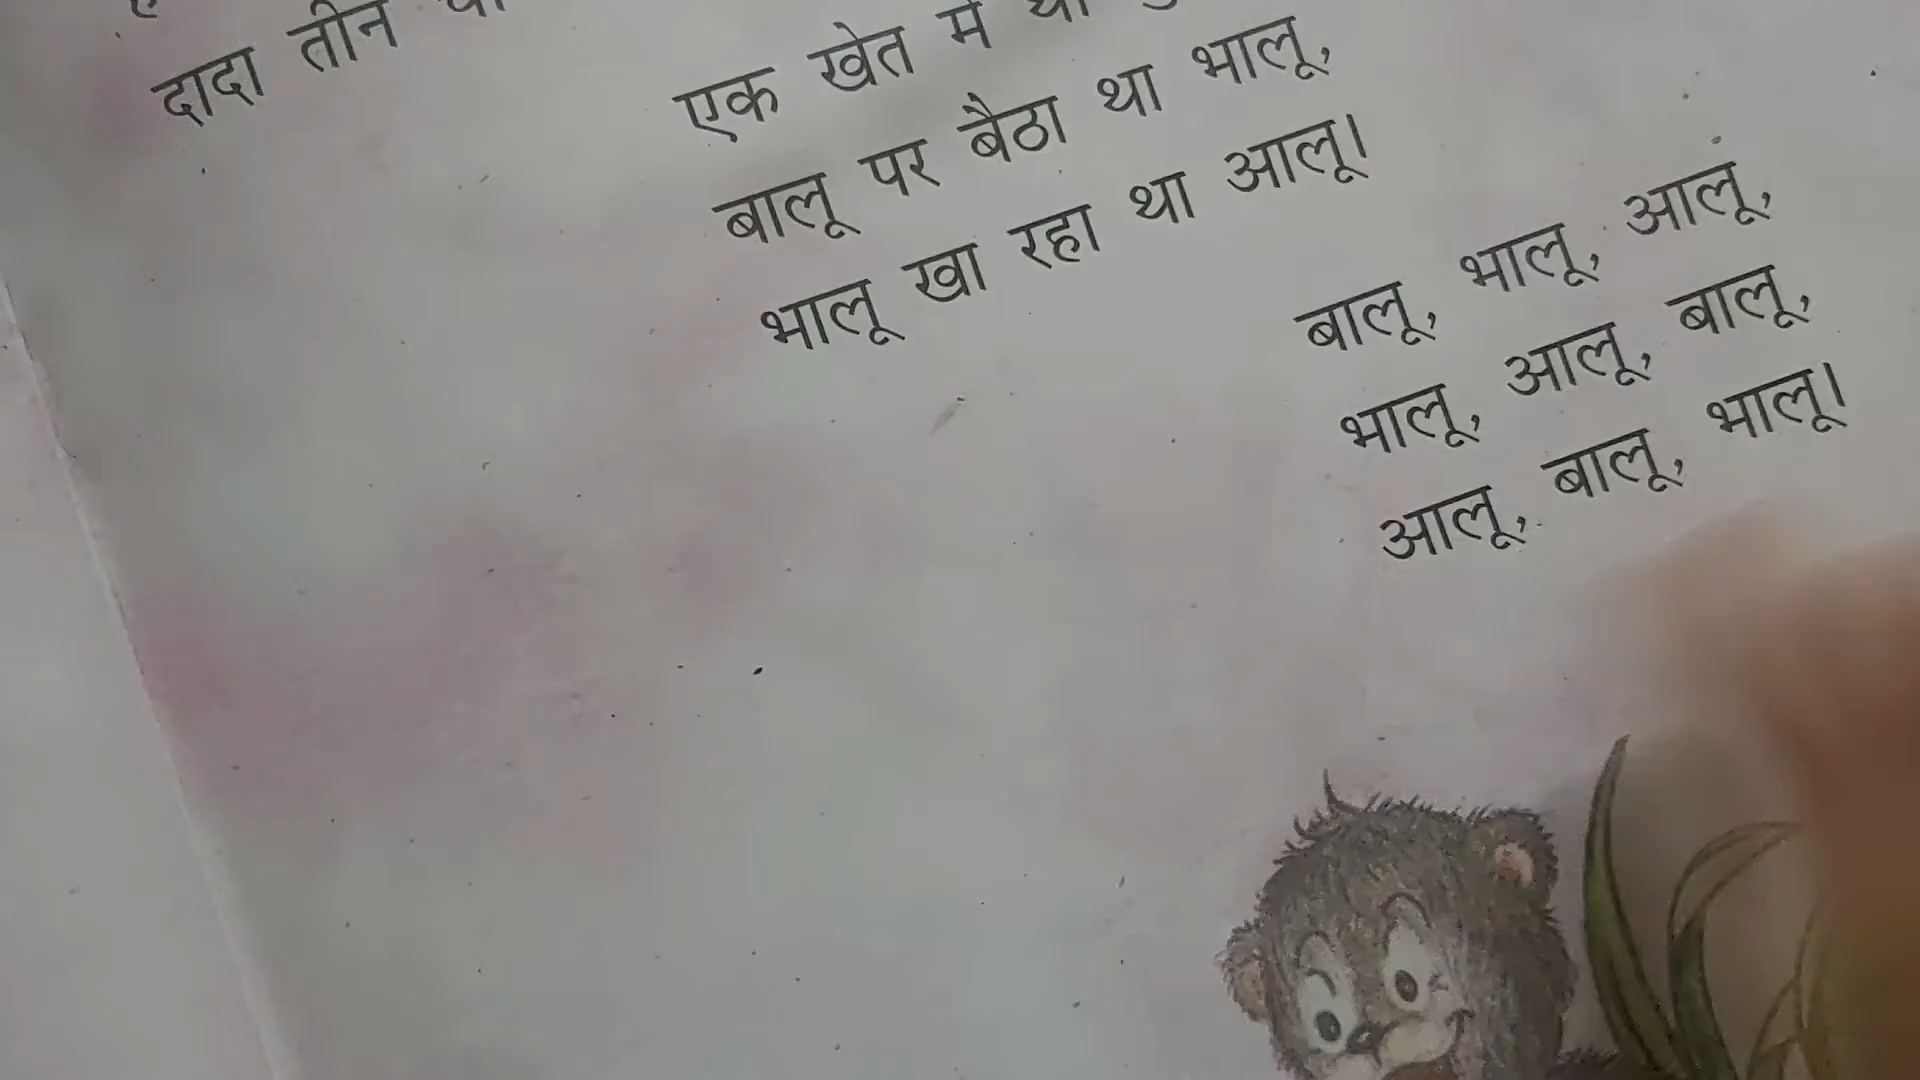 दादा तीन
एक खेत में था
बालू पर बैठा था भालू,
भालू खा रहा था आलू।
बालू, भालू, आलू,
भालू, आलू, बालू,
आलू, बालू, भालू।